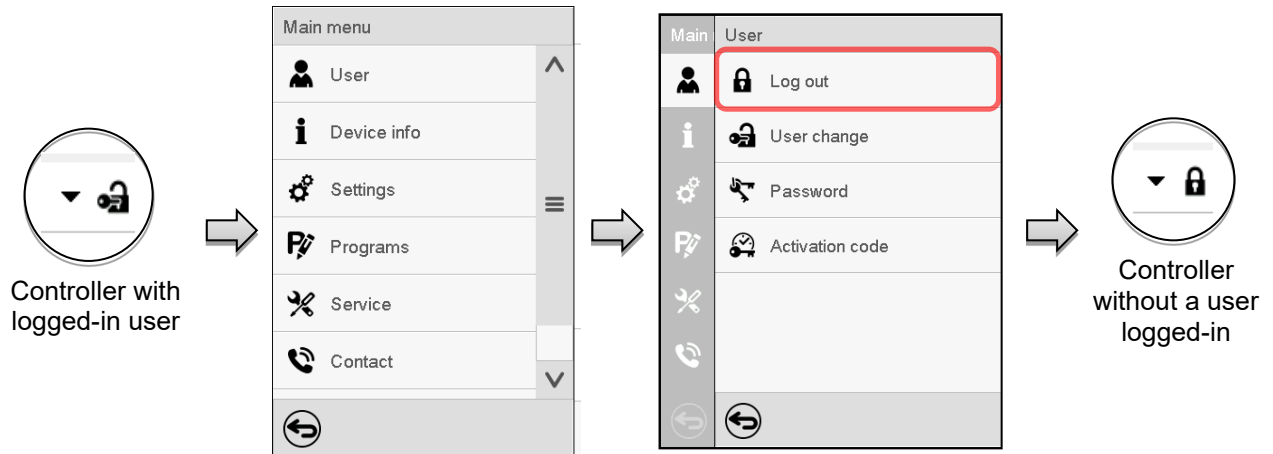 Controller with
logged-in user
Main menu
User
Device info
Settings
Programs
Service
Contact
Main
User
Log out
User change
Password
Activation code
Controller
without a user
logged-in